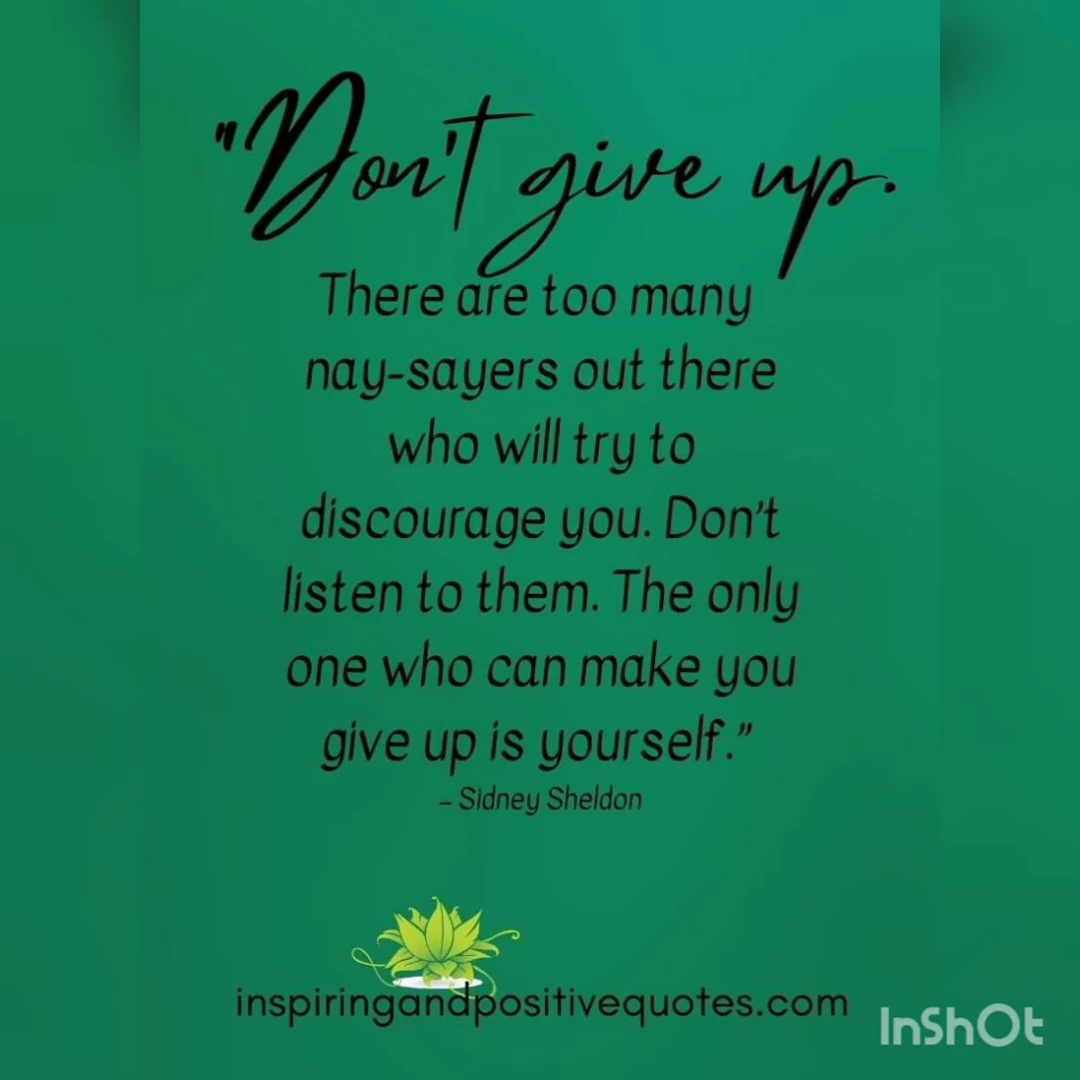 "Don't give up.
There are too many
nay-sayers out there
who will try to
discourage you. Don’t
listen to them. The only
one who can make you
give up is yourself.”
– Sidney Sheldon
inspiringandpositivequotes.com
InShOt